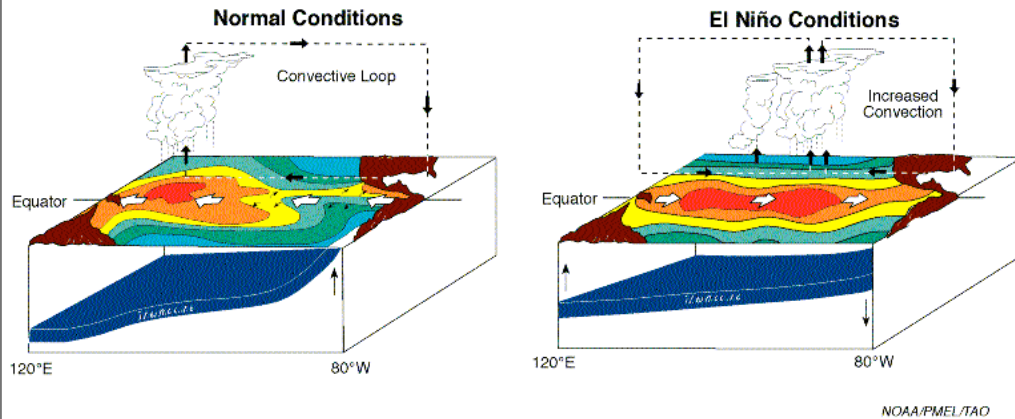 Normal Conditions
El Niño Conditions
Convective Loop
Increased
Convection
Equator
Equator
120°E
80°W
120°E
80°W
NOAA/PMEL/TAO